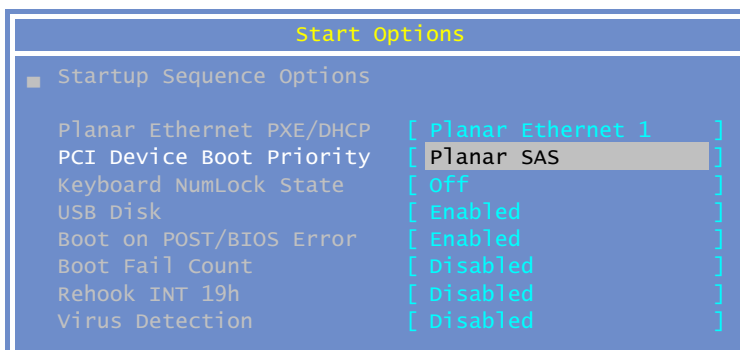 Start Options
Startup Sequence Options
Planar Ethernet PXE/DHCP [ Planar Ethernet 1 ]
PCI Device Boot Priority [ Planar SAS ]
Keyboard NumLock State [ Off ]
USB Disk [ Enabled ]
Boot on POST/BIOS Error [ Enabled ]
Boot Fail Count [ Disabled ]
Rehook INT 19h [ Disabled ]
Virus Detection [ Disabled ]